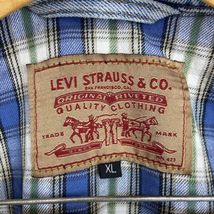 LEVI STRAUSS & CO.
SAN FRANCISCO, CAL.
ORIGINAL RIVETED
QUALITY CLOTHING
TRADE MARK
XL